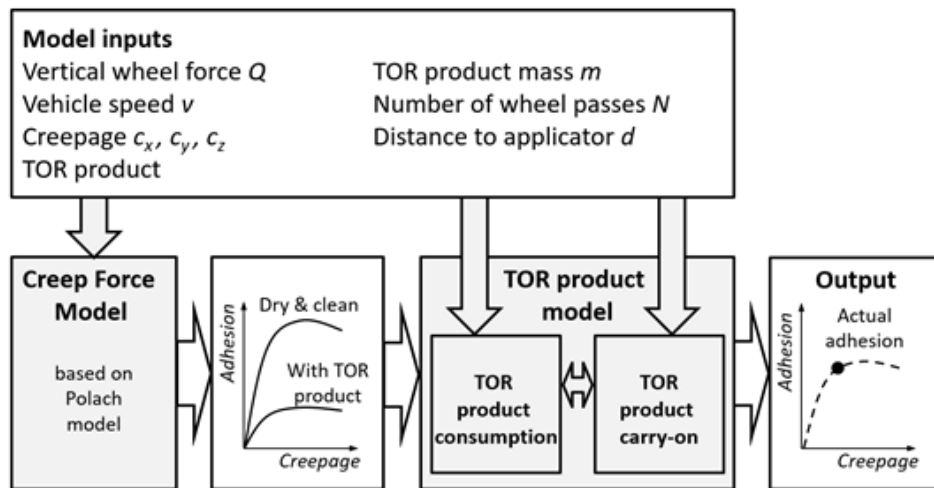 Model inputs
Vertical wheel force Q
Vehicle speed v
Creepage cx, cy, cz
TOR product
TOR product mass m
Number of wheel passes N
Distance to applicator d
Creep Force
Model
based on
Polach
model
Adhesion
Dry & clean
With TOR
product
Creepage
TOR product
model
TOR
product
consumption
TOR
product
carry-on
Output
Adhesion
Actual
adhesion
Creepage